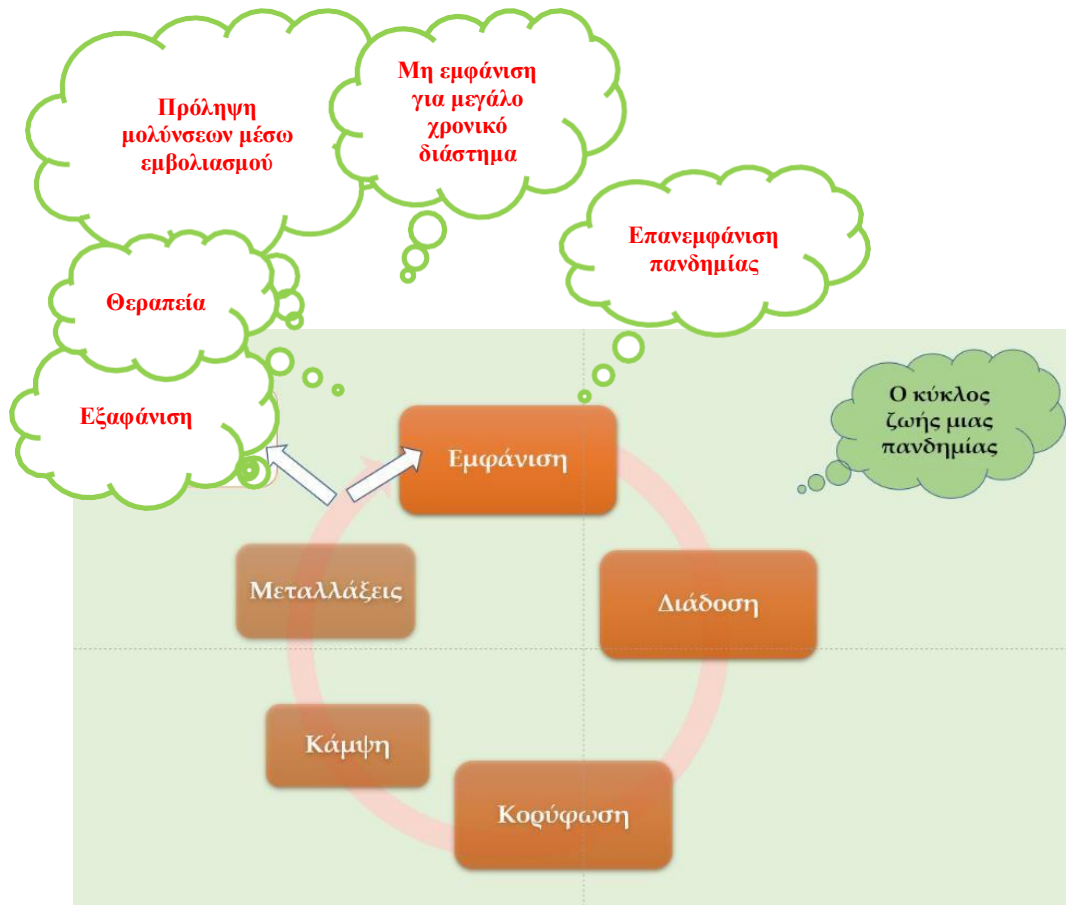 Πρόληψη
μολύνσεων μέσω
εμβολιασμού
Μη εμφάνιση
για μεγάλο
χρονικό
διάστημα
Επανεμφάνιση
πανδημίας
Θεραπεία
Εξαφάνιση
Ο κύκλος
ζωής μιας
πανδημίας
Εμφάνιση
Διάδοση
Κορύφωση
Κάμψη
Μεταλλάξεις